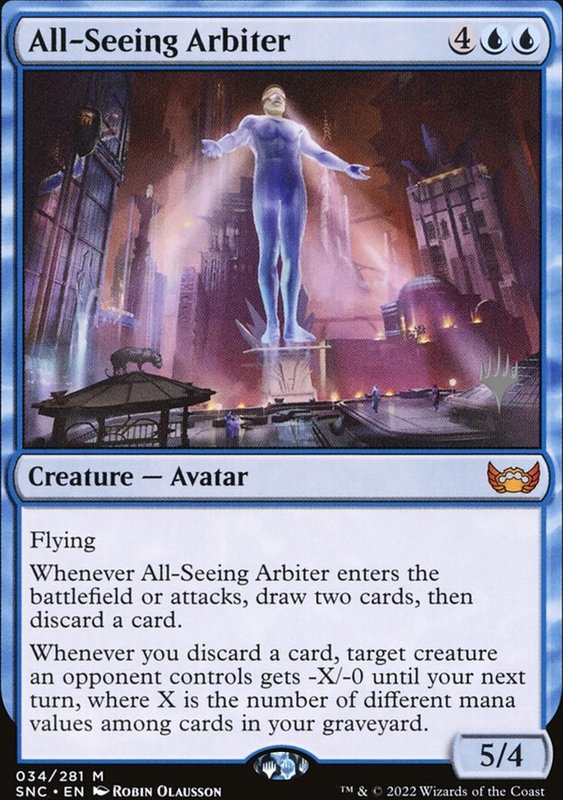 All-Seeing Arbiter 4
Creature — Avatar
Flying
Whenever All-Seeing Arbiter enters the
battlefield or attacks, draw two cards, then
discard a card.
Whenever you discard a card, target creature
an opponent controls gets -X/-0 until your next
turn, where X is the number of different mana
values among cards in your graveyard.
5/4
034/281 M
SNC • EN Robin Olausson
™ & © 2022 Wizards of the Coast